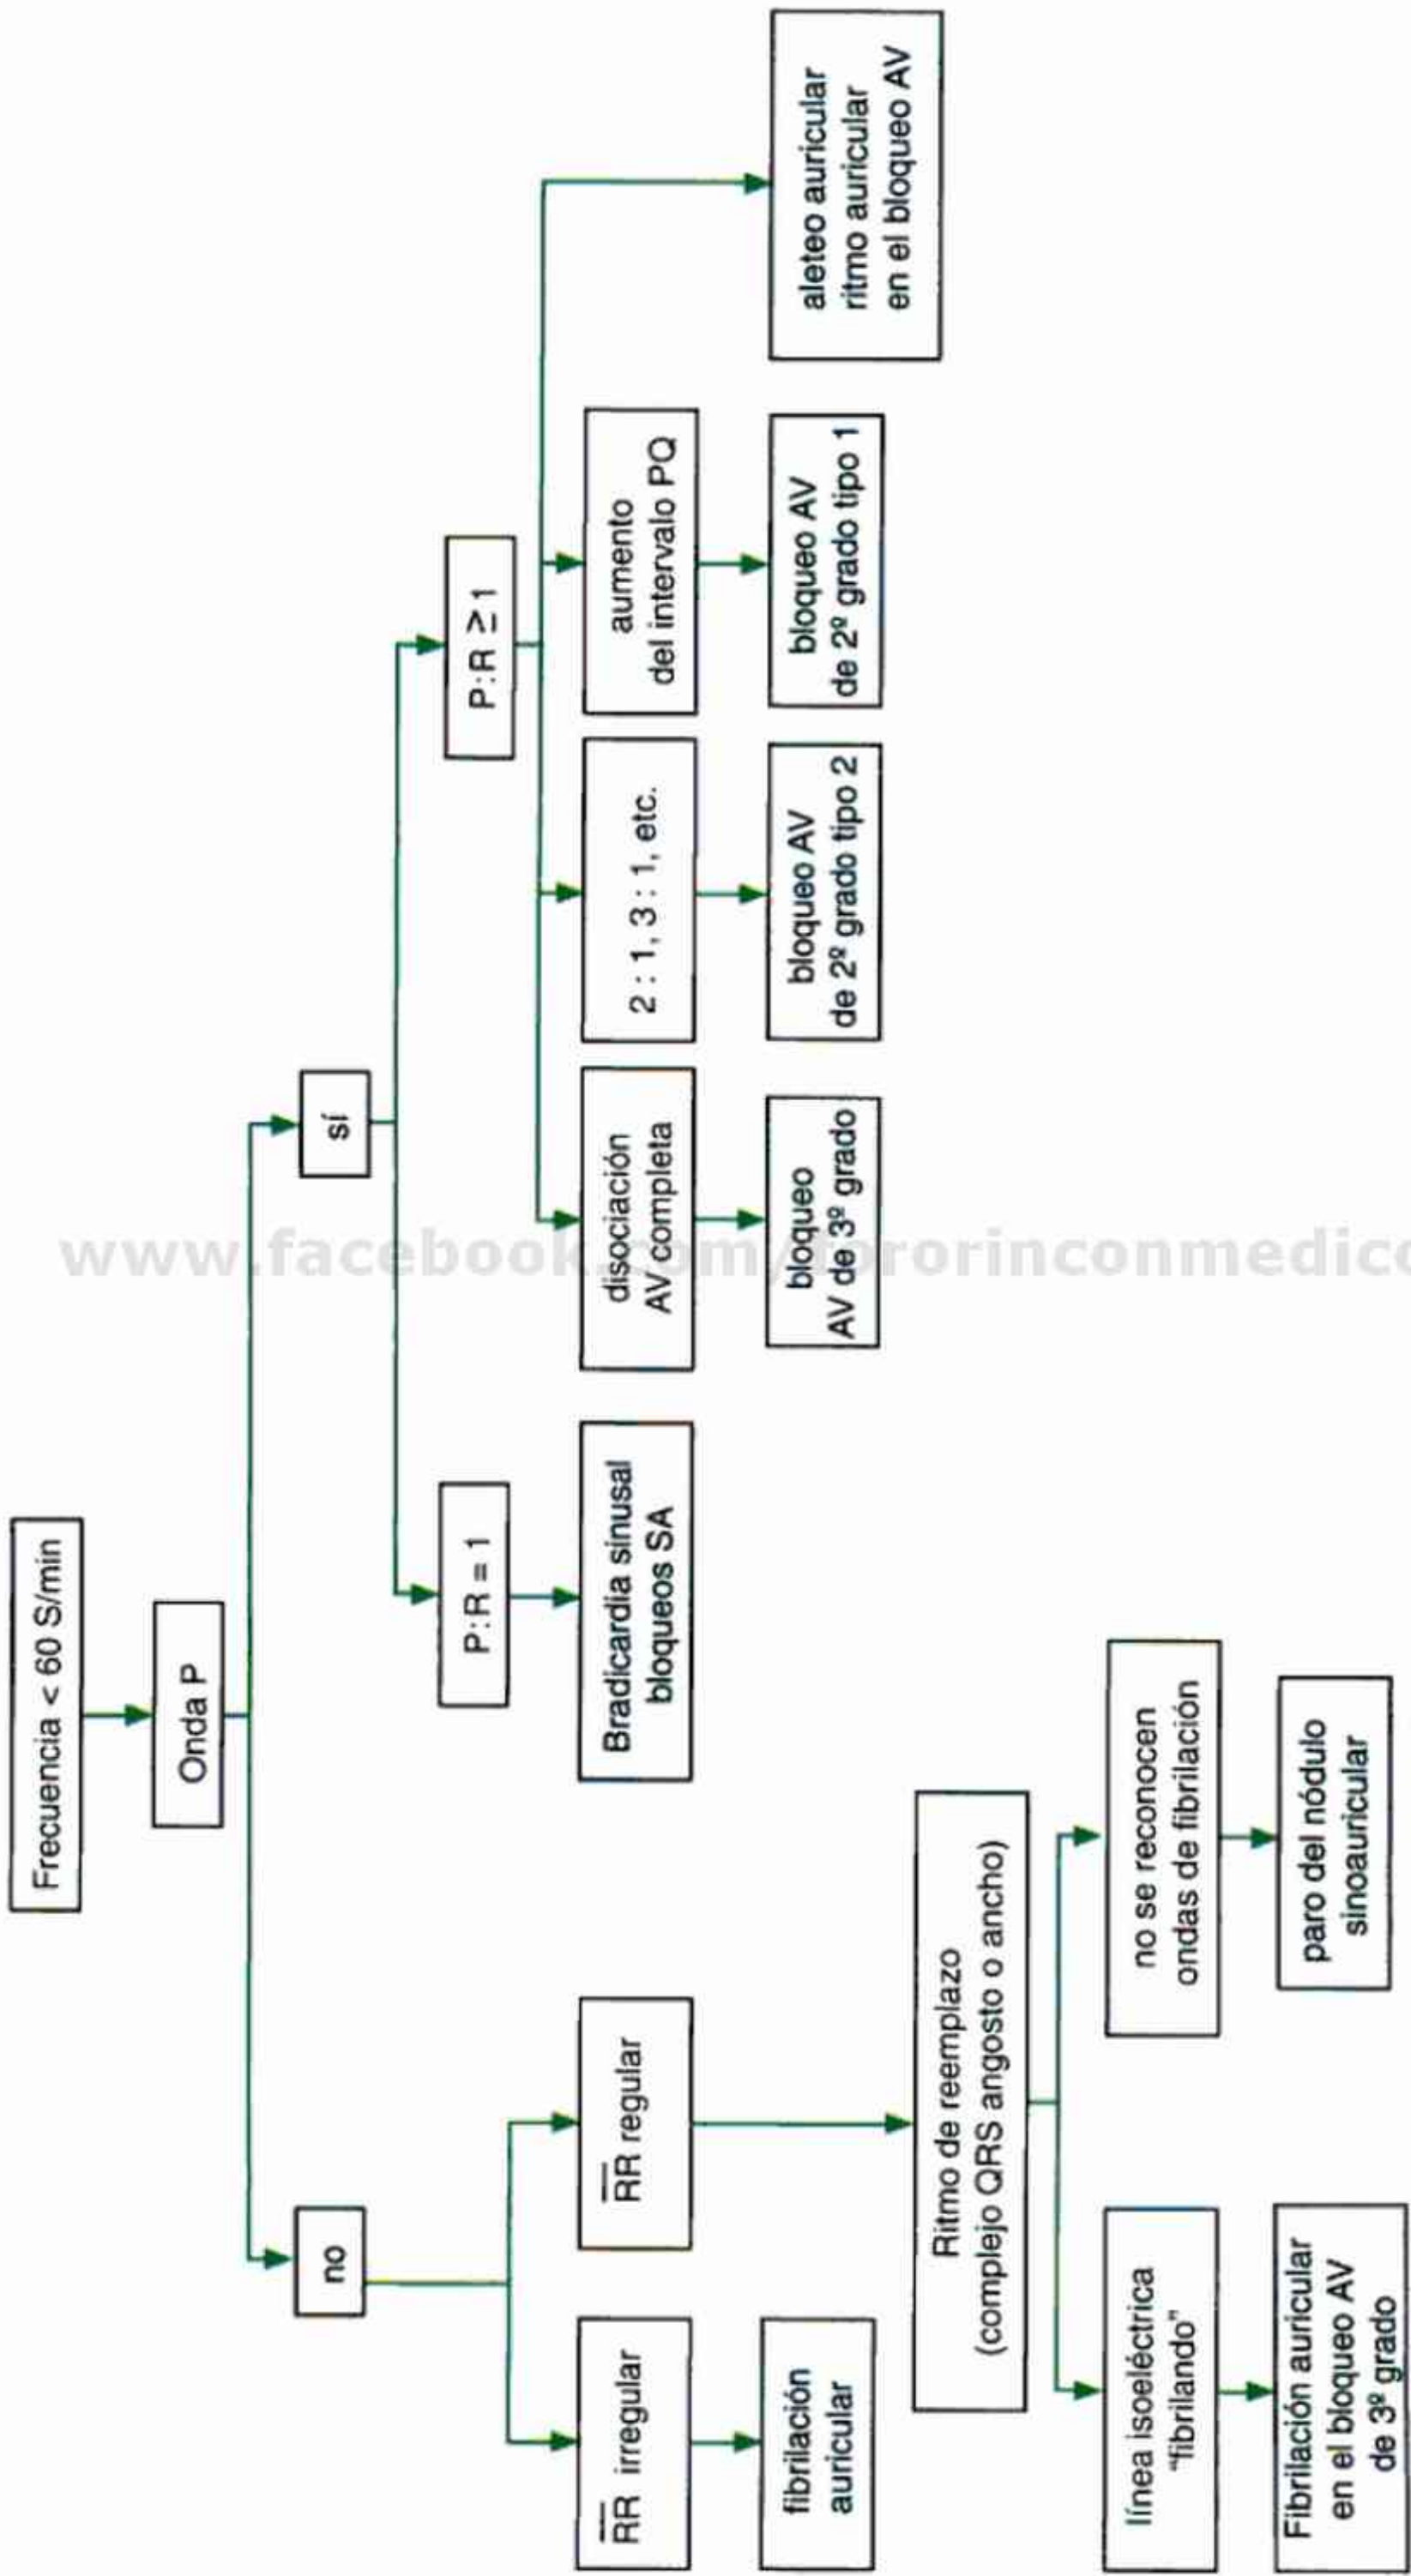 Frecuencia < 60 S/min
Onda P
no
sí
RR irregular
RR regular
P:R = 1
P:R ≥ 1
fibrilación
auricular
Ritmo de reemplazo
(complejo QRS angosto o ancho)
línea isoeléctrica
“fibrilando”
no se reconocen
ondas de fibrilación
Fibrilación auricular
en el bloqueo AV
de 3º grado
paro del nódulo
sinoauricular
Bradicardia sinusal
bloqueos SA
disociación
AV completa
2 : 1, 3 : 1, etc.
aumento
del intervalo PQ
bloqueo
AV de 3º grado
bloqueo AV
de 2º grado tipo 2
bloqueo AV
de 2º grado tipo 1
aleteo auricular
ritmo auricular
en el bloqueo AV
www.facebook.com/fororinconmedico